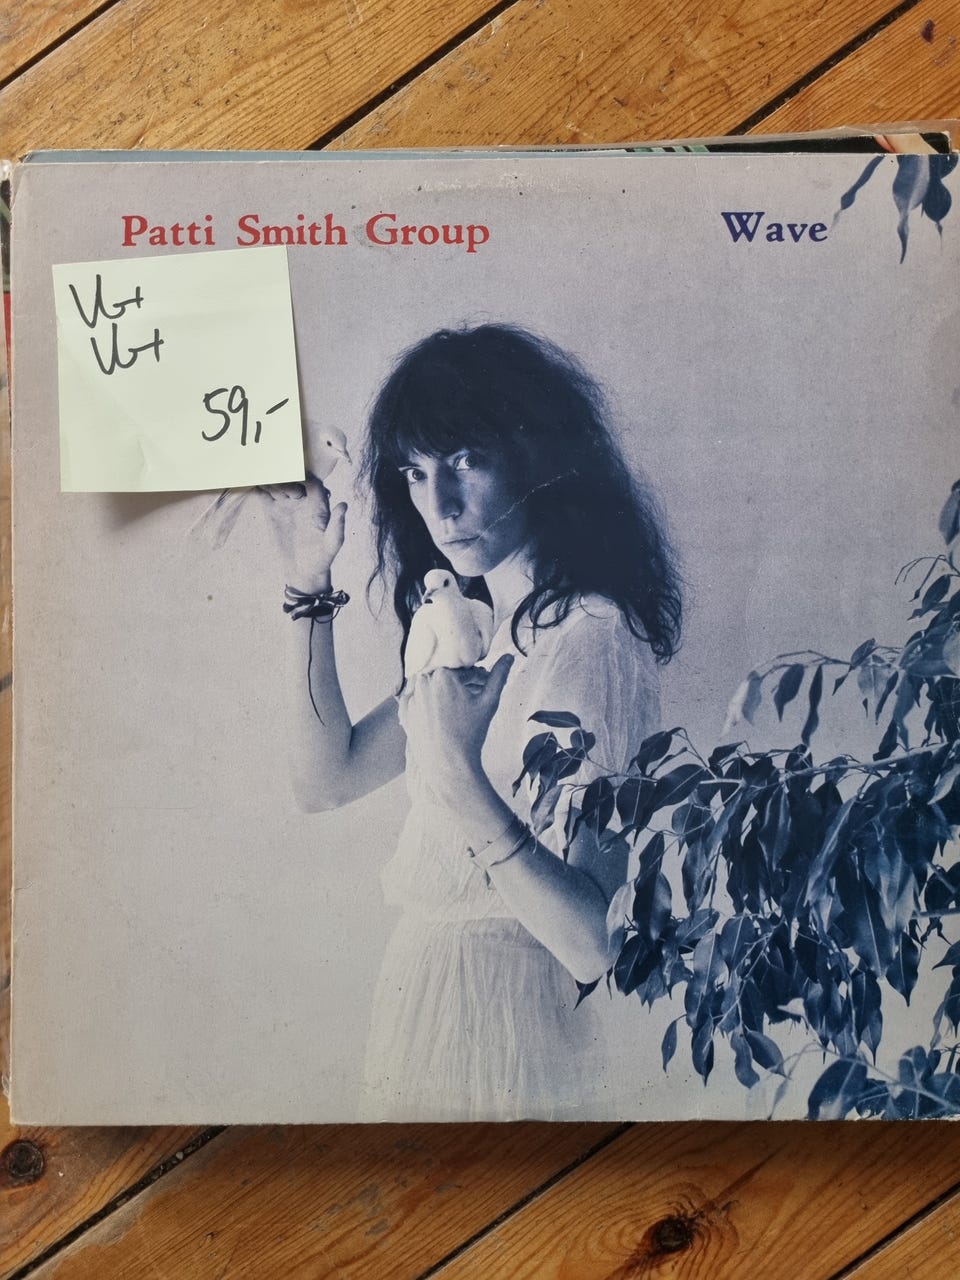 Patti Smith Group
Wave
VG+
VG+
59,-